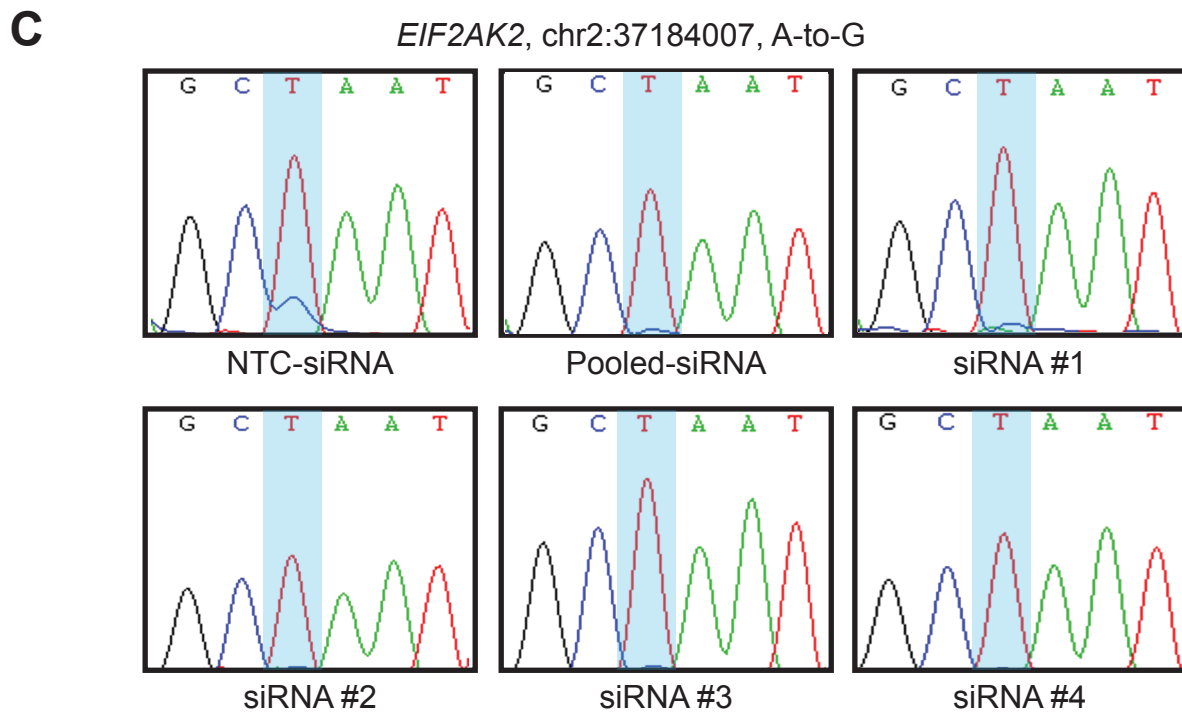 C
EIF2AK2, chr2:37184007, A-to-G
G C T A A T
G C T A A T
G C T A A T
NTC-siRNA
Pooled-siRNA
siRNA #1
G C T A A T
G C T A A T
G C T A A T
siRNA #2
siRNA #3
siRNA #4